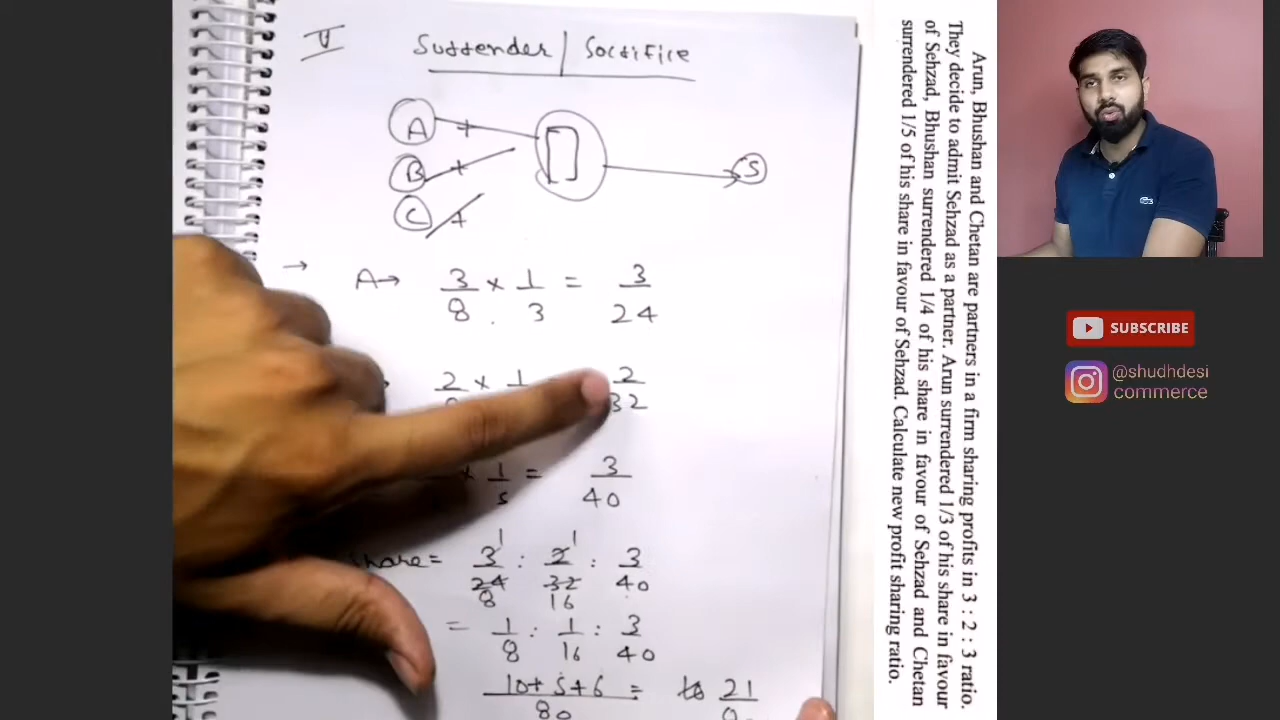 V
Surrender / Sacrifice
A
B
C
S
→ A → 3/8 × 1/3 = 3/24
2 × 1 2/32
× 1/5 = 3/40
share = 3/24 1/8 : 2/32 1/16 : 3/40
= 1/8 : 1/16 : 3/40
10+5+6/80 = 21
Arun, Bhushan and Chetan are partners in a firm sharing profits in 3 : 2 : 3 ratio.
They decide to admit Sehzad as a partner. Arun surrendered 1/3 of his share in favour
of Sehzad, Bhushan surrendered 1/4 of his share in favour of Sehzad and Chetan
surrendered 1/5 of his share in favour of Sehzad. Calculate new profit sharing ratio.
SUBSCRIBE
@shudhdesi
commerce